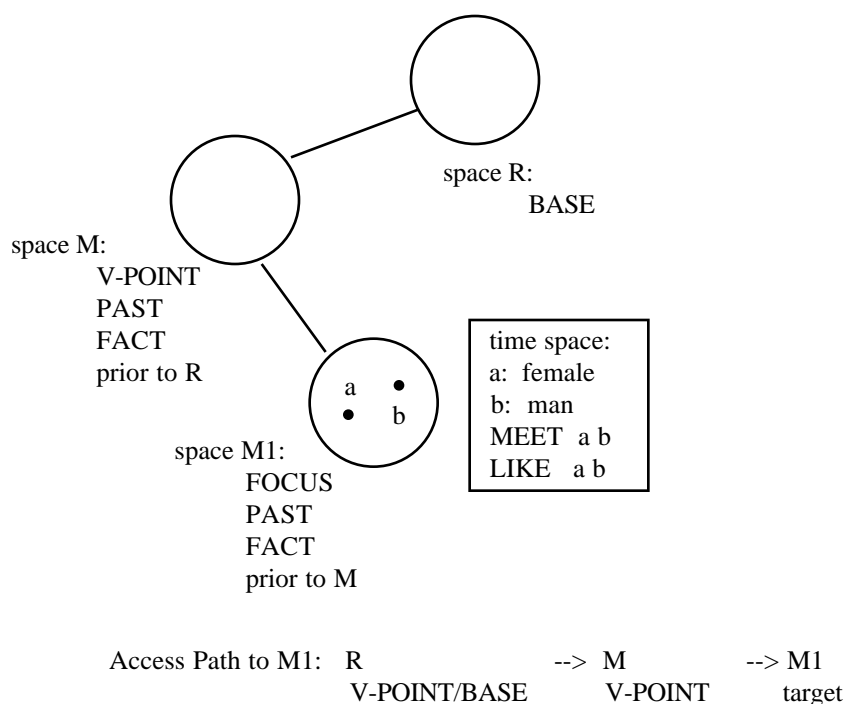 space R:
BASE
space M:
V-POINT
PAST
FACT
prior to R
time space:
a: female
b: man
MEET a b
LIKE a b
a
b
space M1:
FOCUS
PAST
FACT
prior to M
Access Path to M1: R --> M --> M1
V-POINT/BASE V-POINT target